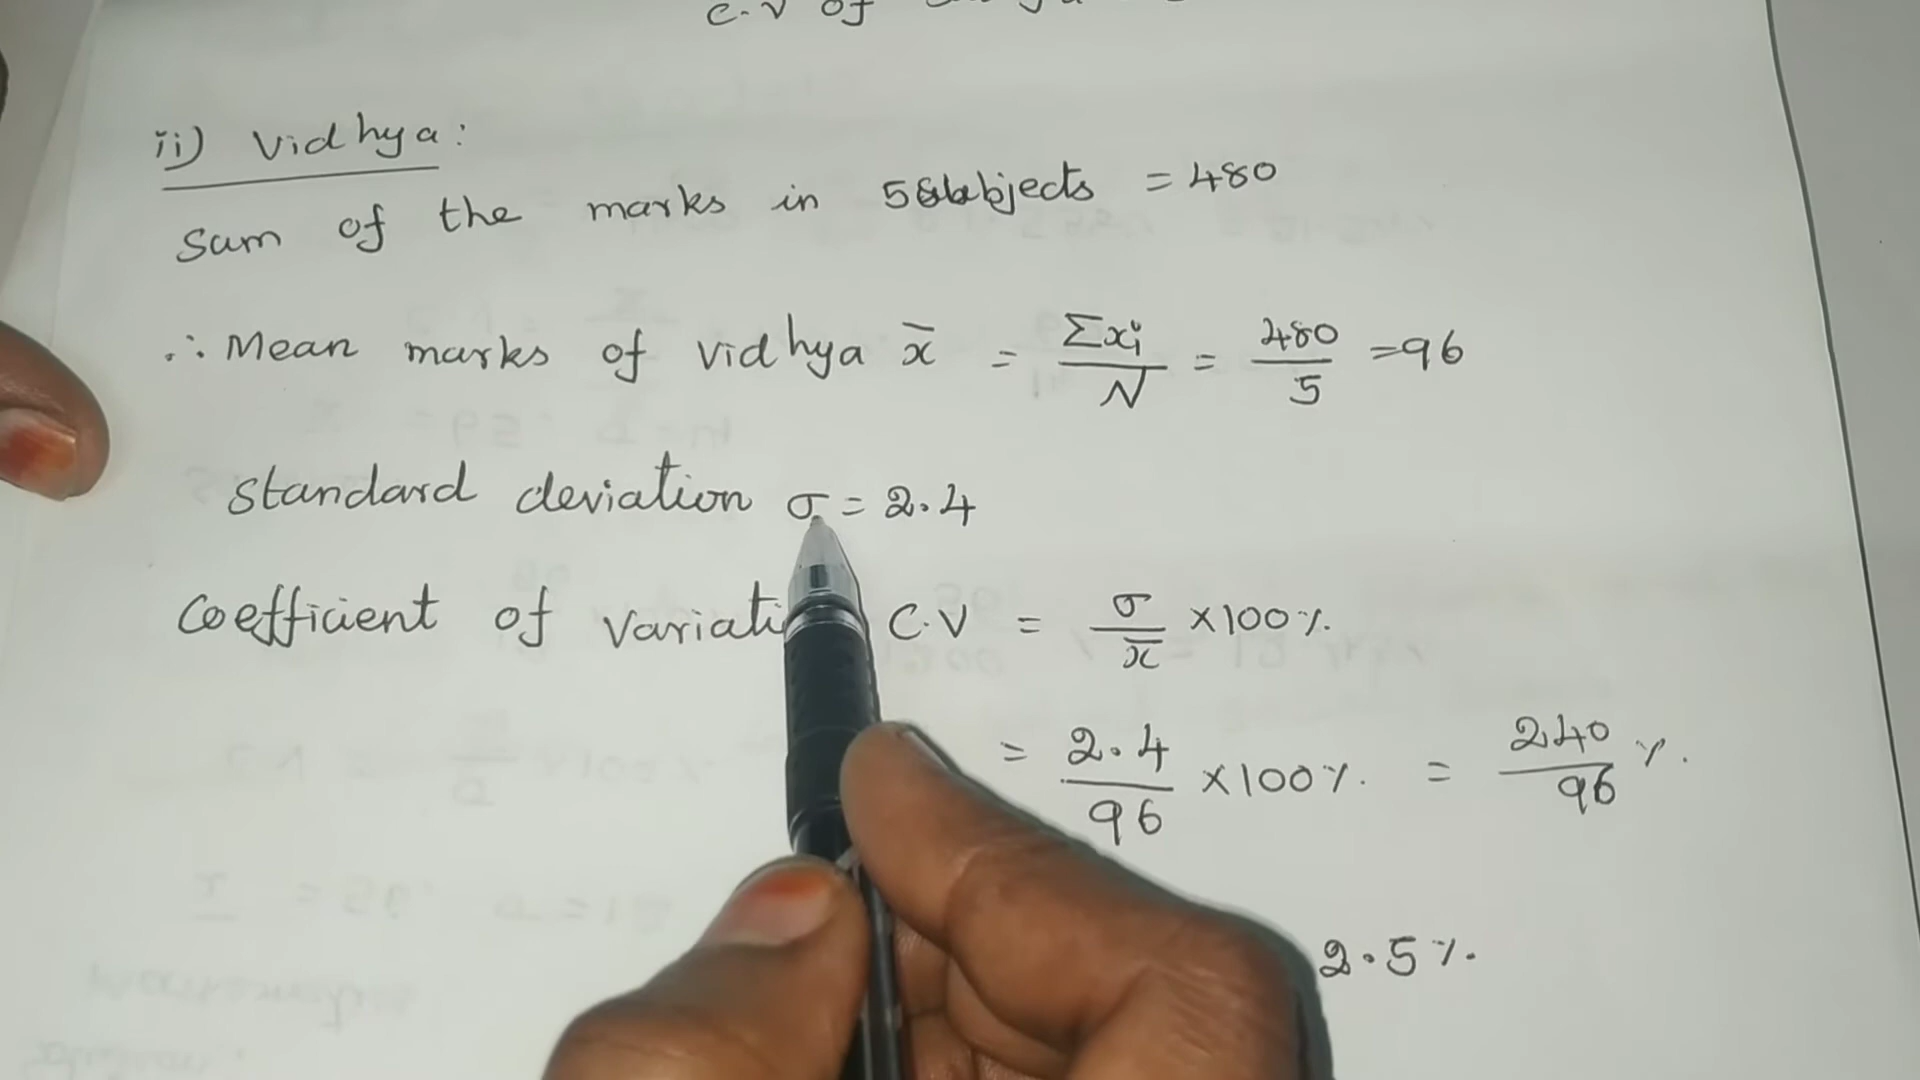 C.V of
ii) Vidhya:
Sum of the marks in 5 Subjects = 480
∴ Mean marks of Vidhya x̄ = Σxi/N = 480/5 = 96
Standard deviation σ = 2.4
Coefficient of variati C.V = σ/x̄ × 100%.
= 2.4/96 × 100%. = 240/96 %.
2.5%.